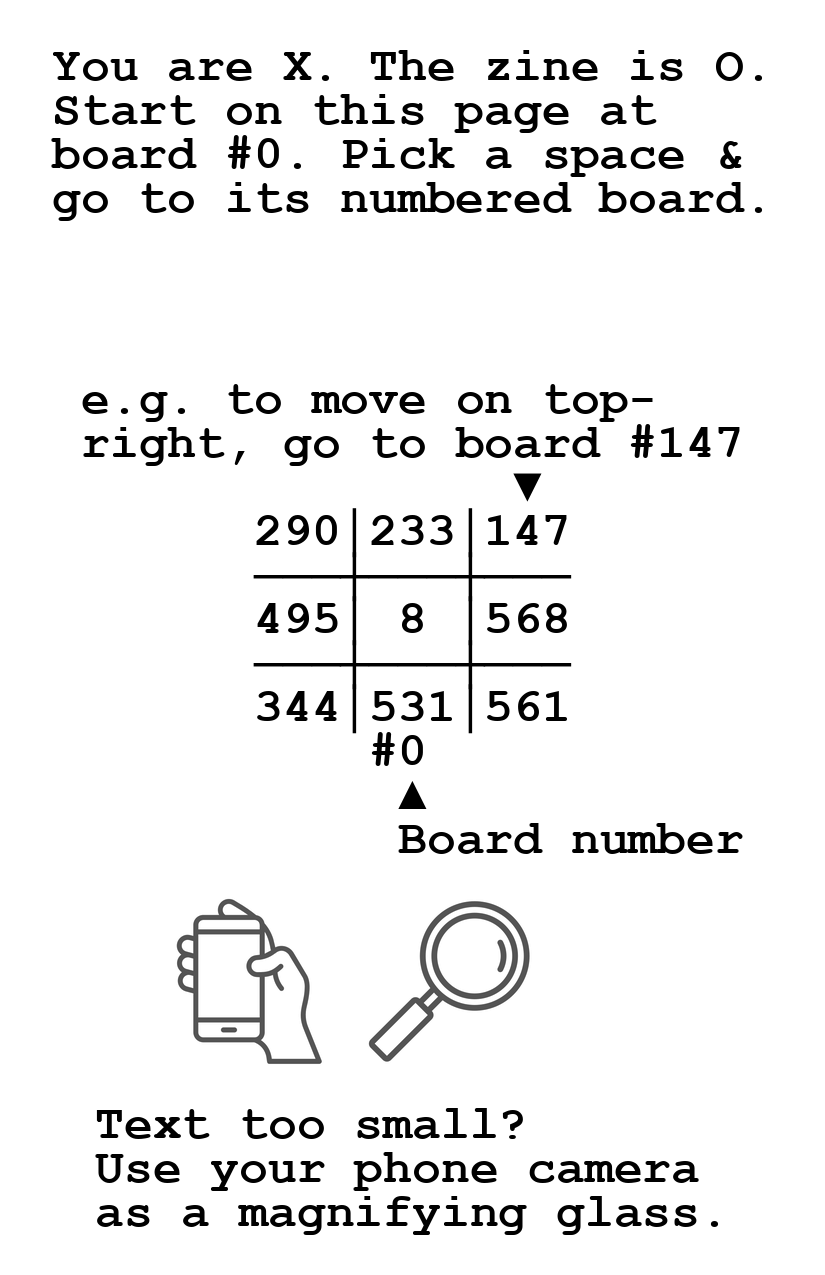 You are X. The zine is O.
Start on this page at
board #0. Pick a space &
go to its numbered board.
e.g. to move on top-
right, go to board #147
▼
290|233|147
495| 8 |568
344|531|561
#0
▲
Board number
Text too small?
Use your phone camera
as a magnifying glass.